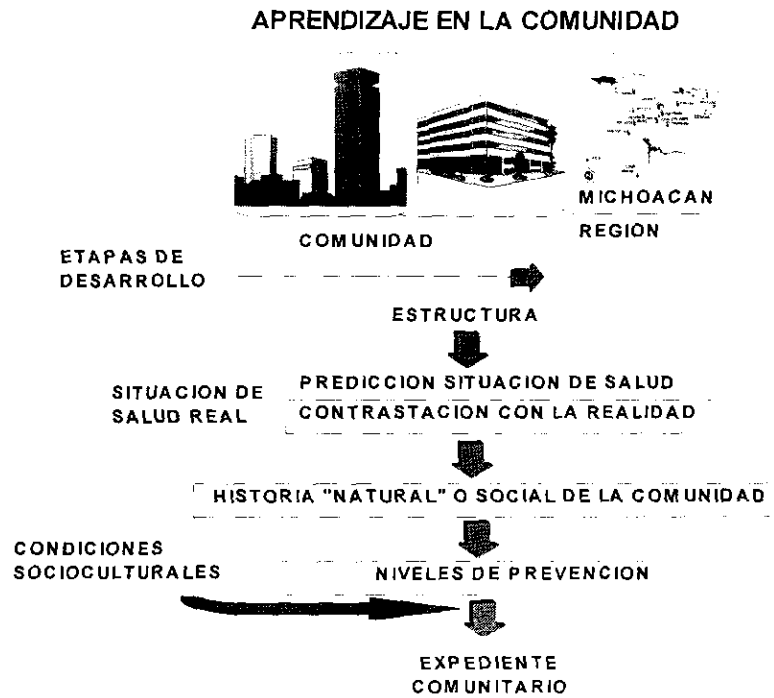 APRENDIZAJE EN LA COMUNIDAD
MICHOACAN
COMUNIDAD
REGION
ETAPAS DE
DESARROLLO
ESTRUCTURA
SITUACION DE
SALUD REAL
PREDICCION SITUACION DE SALUD
CONTRASTACION CON LA REALIDAD
HISTORIA "NATURAL" O SOCIAL DE LA COMUNIDAD
CONDICIONES
SOCIOCULTURALES
NIVELES DE PREVENCION
EXPEDIENTE
COMUNITARIO